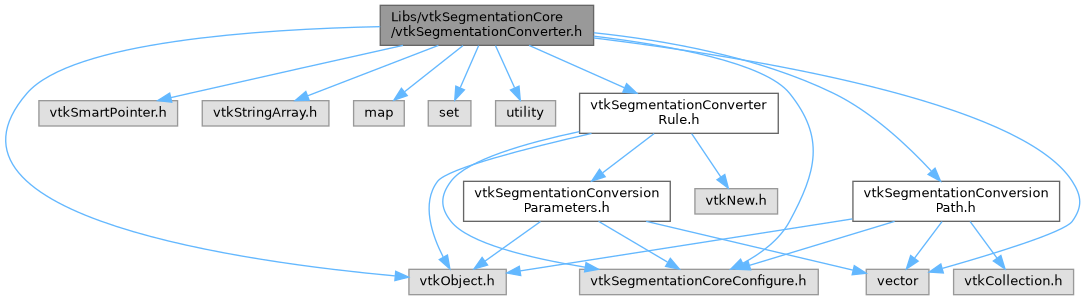 Libs/vtkSegmentationCore
/vtkSegmentationConverter.h
vtkSmartPointer.h
vtkStringArray.h
map
set
utility
vtkSegmentationConverter
Rule.h
vtkSegmentationConversion
Parameters.h
vtkNew.h
vtkSegmentationConversion
Path.h
vtkObject.h
vtkSegmentationCoreConfigure.h
vector
vtkCollection.h